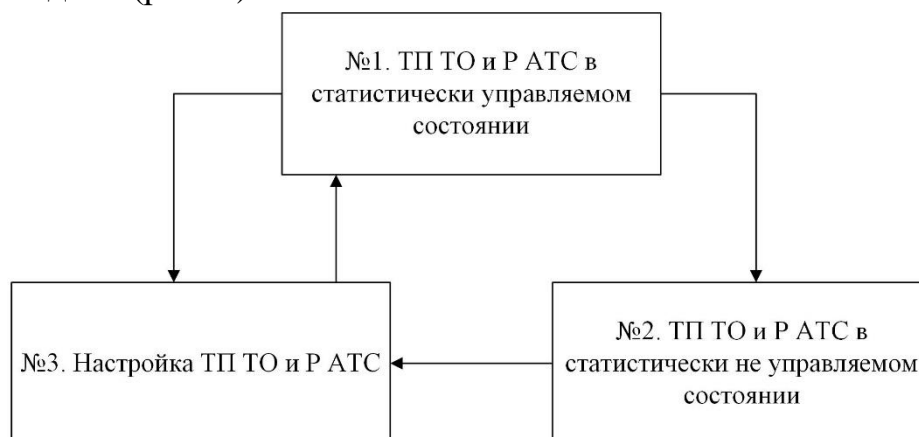 №1. ТП ТО и Р АТС в
статистически управляемом
состоянии
№3. Настройка ТП ТО и Р АТС
№2. ТП ТО и Р АТС в
статистически не управляемом
состоянии